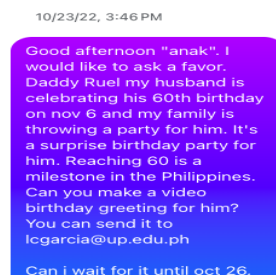 10/23/22, 3:46 PM
Good afternoon "anak". I
would like to ask a favor.
Daddy Ruel my husband is
celebrating his 60th birthday
on nov 6 and my family is
throwing a party for him. It's
a surprise birthday party for
him. Reaching 60 is a
milestone in the Philippines.
Can you make a video
birthday greeting for him?
You can send it to
lcgarcia@up.edu.ph
Can i wait for it until oct 26.